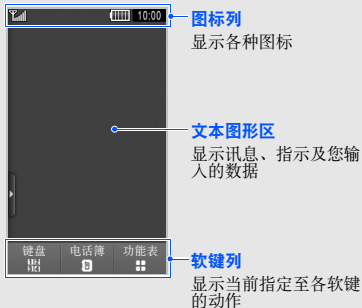 10:00
图标列
显示各种图标
文本图形区
显示讯息、指示及您输
入的数据
键盘 电话簿 功能表
软键列
显示当前指定至各软键
的动作